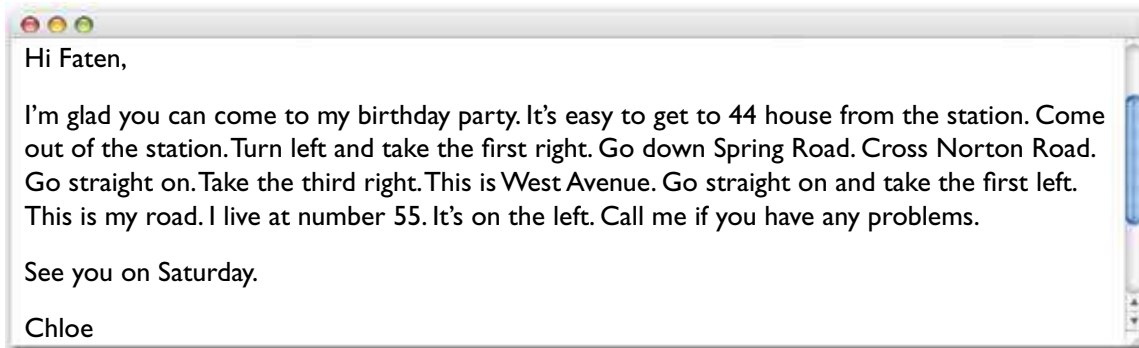 Hi Faten,
I'm glad you can come to my birthday party. It's easy to get to 44 house from the station. Come
out of the station. Turn left and take the first right. Go down Spring Road. Cross Norton Road.
Go straight on. Take the third right. This is West Avenue. Go straight on and take the first left.
This is my road. I live at number 55. It's on the left. Call me if you have any problems.
See you on Saturday.
Chloe